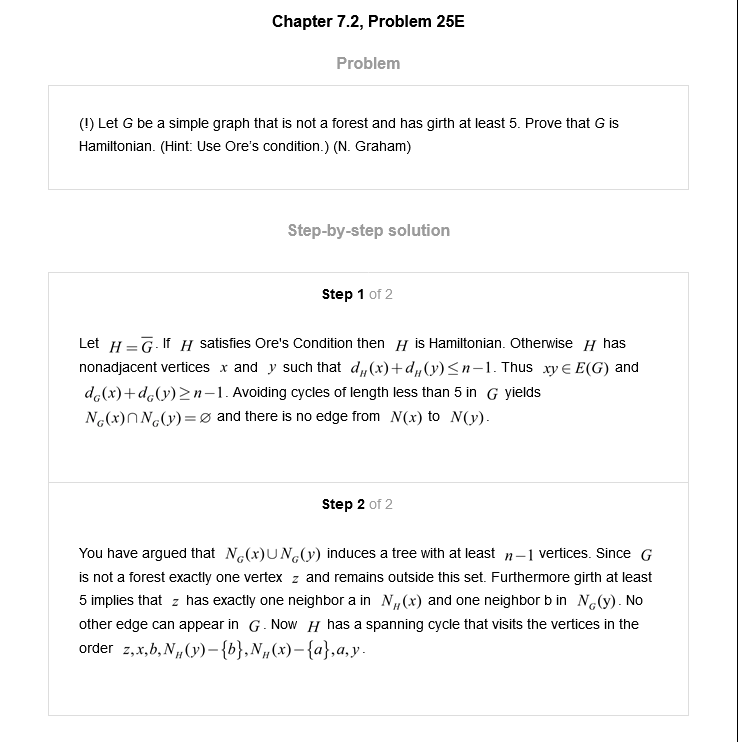 Chapter 7.2, Problem 25E
Problem
(!) Let G be a simple graph that is not a forest and has girth at least 5. Prove that G is
Hamiltonian. (Hint: Use Ore's condition.) (N. Graham)
Step-by-step solution
Step 1 of 2
Let H = G̅. If H satisfies Ore's Condition then H is Hamiltonian. Otherwise H has
nonadjacent vertices x and y such that d_H(x)+d_H(y)≤n−1. Thus xy∈E(G) and
d_G(x)+d_G(y)≥n−1. Avoiding cycles of length less than 5 in G yields
N_G(x)∩N_G(y)=∅ and there is no edge from N(x) to N(y).
Step 2 of 2
You have argued that N_G(x)∪N_G(y) induces a tree with at least n−1 vertices. Since G
is not a forest exactly one vertex z and remains outside this set. Furthermore girth at least
5 implies that z has exactly one neighbor a in N_H(x) and one neighbor b in N_G(y). No
other edge can appear in G. Now H has a spanning cycle that visits the vertices in the
order z,x,b,N_H(y)−{b},N_H(x)−{a},a,y.